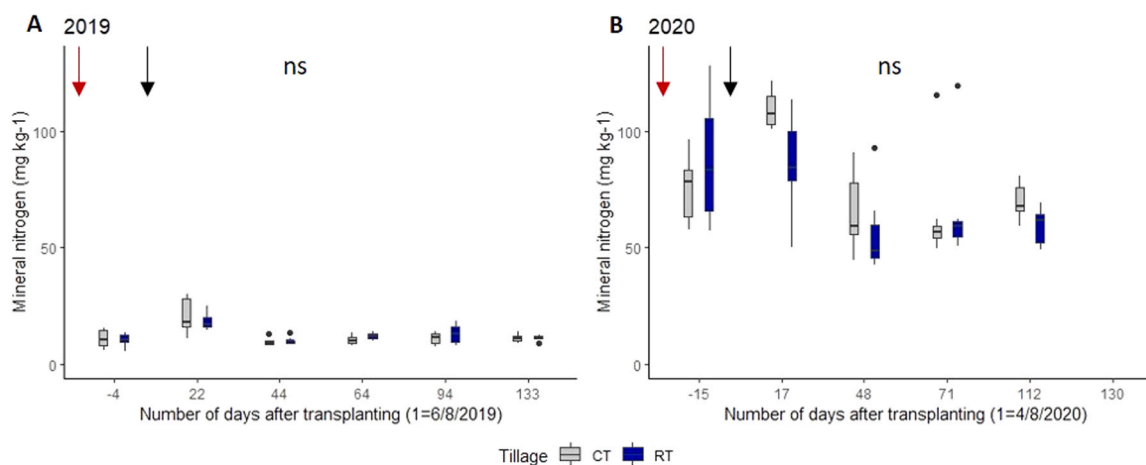 A 2019
ns
Mineral nitrogen (mg kg-1)
100
50
0
-4 22 44 64 94 133
Number of days after transplanting (1=6/8/2019)
B 2020
ns
Mineral nitrogen (mg kg-1)
100
50
0
-15 17 48 71 112 130
Number of days after transplanting (1=4/8/2020)
Tillage CT RT